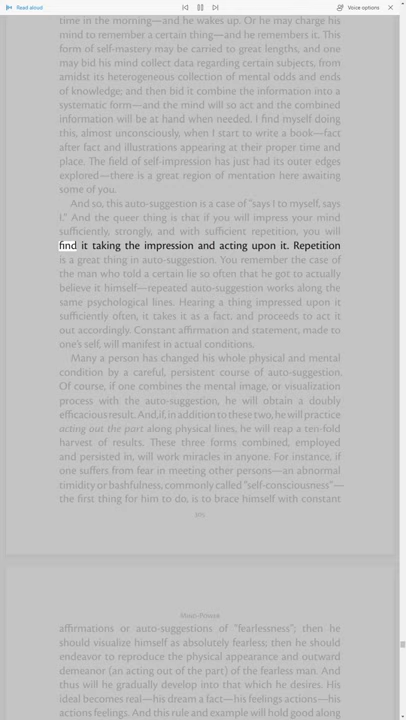 Read aloud
Voice options
time in the morning—and he wakes up. Or he may charge his
mind to remember a certain thing—and he remembers it. This
form of self-mastery may be carried to great lengths, and one
may bid his mind collect data regarding certain subjects, from
amidst its heterogeneous collection of mental odds and ends
of knowledge; and then bid it combine the information into a
systematic form—and the mind will so act and the combined
information will be at hand when needed. I find myself doing
this, almost unconsciously, when I start to write a book—fact
after fact and illustrations appearing at their proper time and
place. The field of self-impression has just had its outer edges
explored—there is a great region of mentation here awaiting
some of you.
And so, this auto-suggestion is a case of "says I to myself, says
I." And the queer thing is that if you will impress your mind
sufficiently, strongly, and with sufficient repetition, you will
find it taking the impression and acting upon it. Repetition
is a great thing in auto-suggestion. You remember the case of
the man who told a certain lie so often that he got to actually
believe it himself—repeated auto-suggestion works along the
same psychological lines. Hearing a thing impressed upon it
sufficiently often, it takes it as a fact, and proceeds to act it
out accordingly. Constant affirmation and statement, made to
one's self, will manifest in actual conditions.
Many a person has changed his whole physical and mental
condition by a careful, persistent course of auto-suggestion.
Of course, if one combines the mental image, or visualization
process with the auto-suggestion, he will obtain a doubly
efficacious result. And, if, in addition to these two, he will practice
acting out the part along physical lines, he will reap a ten-fold
harvest of results. These three forms combined, employed
and persisted in, will work miracles in anyone. For instance, if
one suffers from fear in meeting other persons—an abnormal
timidity or bashfulness, commonly called "self-consciousness"—
the first thing for him to do, is to brace himself with constant
Mind-Power
affirmations or auto-suggestions of "fearlessness"; then he
should visualize himself as absolutely fearless; then he should
endeavor to reproduce the physical appearance and outward
demeanor (an acting out of the part) of the fearless man. And
thus will he gradually develop into that which he desires. His
ideal becomes real—his dream a fact—his feelings actions—his
actions feelings. And this rule and example will hold good along